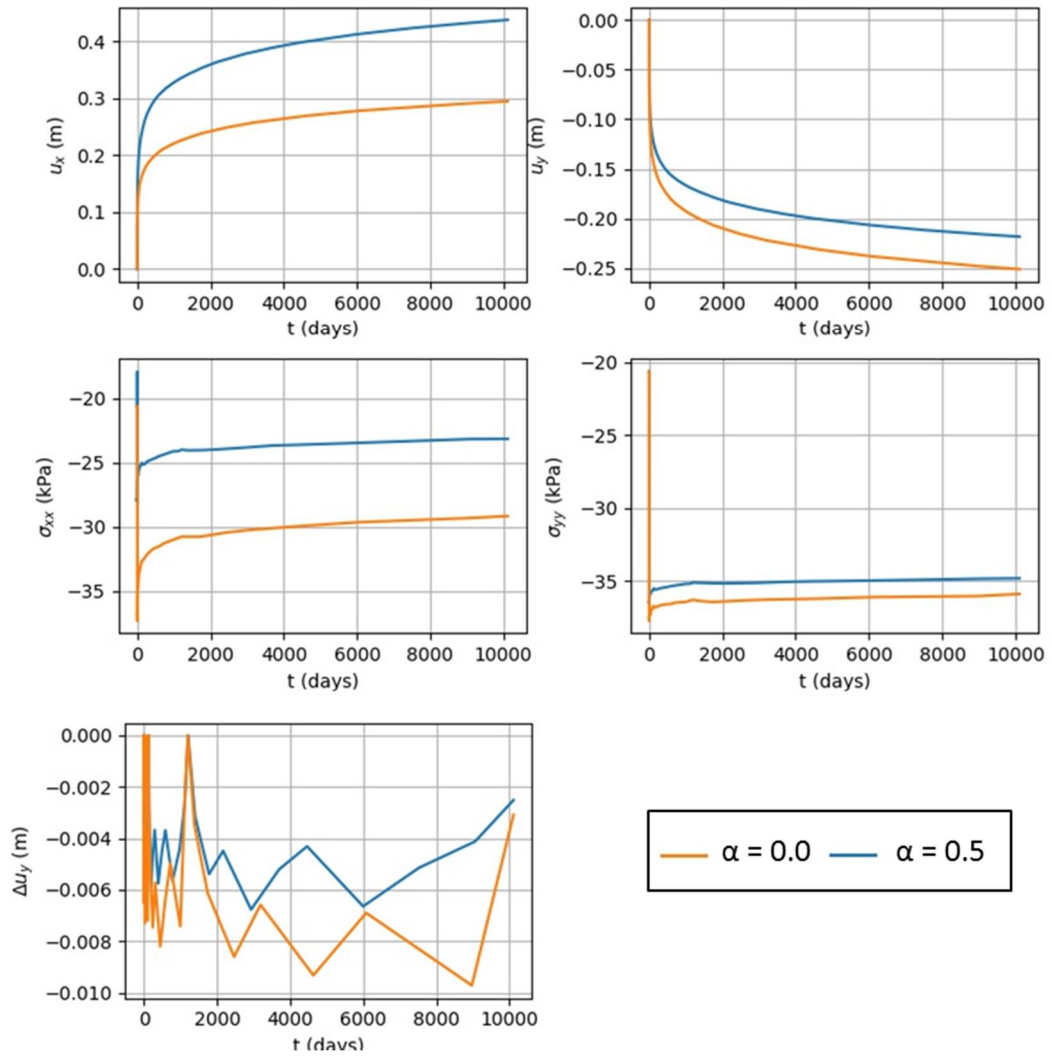 0.4
0.3
0.2
0.1
0.0
uₓ (m)
0 2000 4000 6000 8000 10000
t (days)
0.00
−0.05
−0.10
−0.15
−0.20
−0.25
u_y (m)
0 2000 4000 6000 8000 10000
t (days)
−20
−25
−30
−35
σₓₓ (kPa)
0 2000 4000 6000 8000 10000
t (days)
−20
−25
−30
−35
σ_yy (kPa)
0 2000 4000 6000 8000 10000
t (days)
0.000
−0.002
−0.004
−0.006
−0.008
−0.010
Δu_y (m)
0 2000 4000 6000 8000 10000
t (days)
α = 0.0 α = 0.5